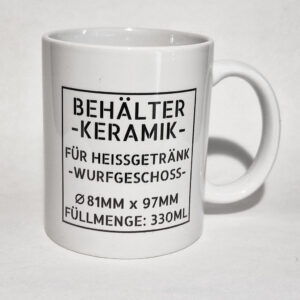 BEHÄLTER
-KERAMIK-
FÜR HEISSGETRÄNK
-WURFGESCHOSS-
Ø 81MM x 97MM
FÜLLMENGE: 330ML